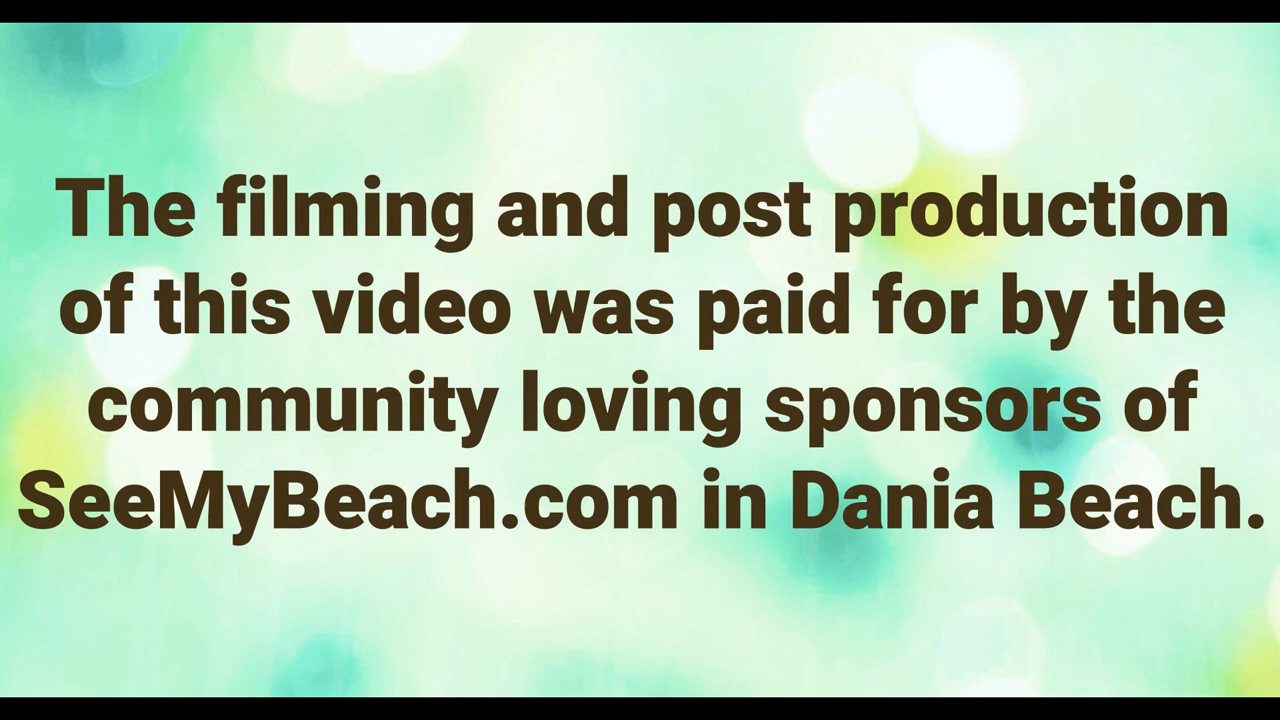 The filming and post production
of this video was paid for by the
community loving sponsors of
SeeMyBeach.com in Dania Beach.